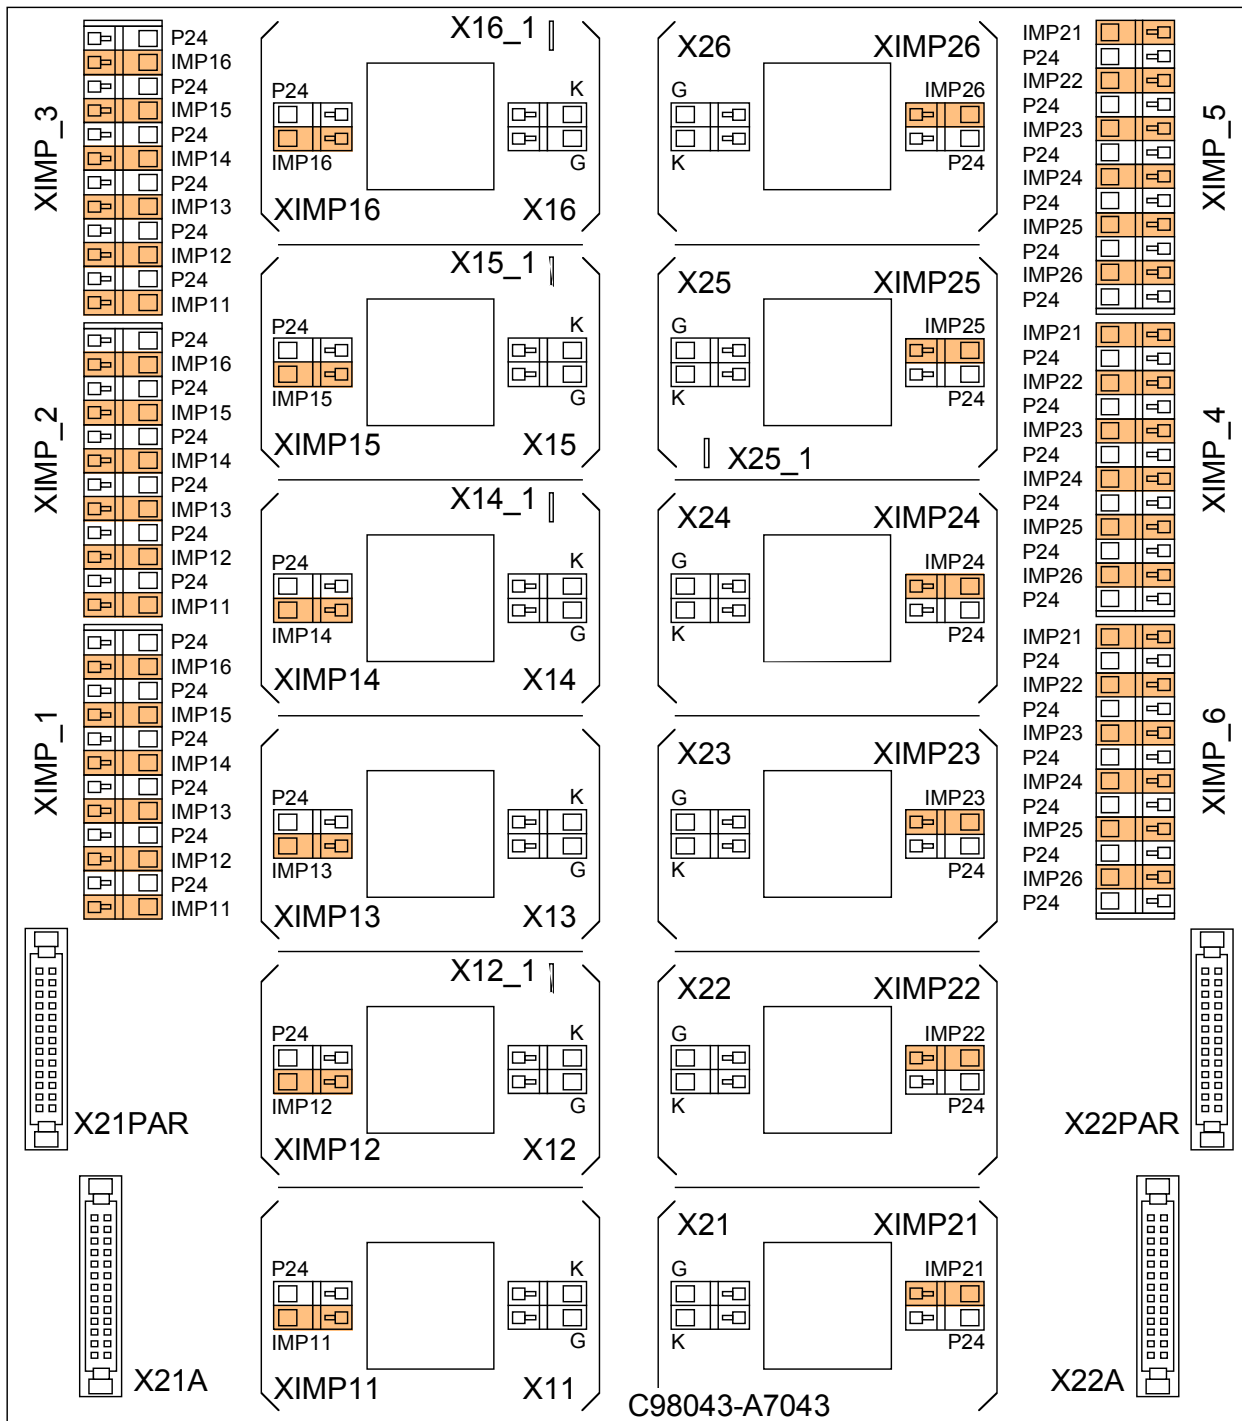 XIMP_3
P24
IMP16
P24
IMP15
P24
IMP14
P24
IMP13
P24
IMP12
P24
IMP11
XIMP_2
P24
IMP16
P24
IMP15
P24
IMP14
P24
IMP13
P24
IMP12
P24
IMP11
XIMP_1
P24
IMP16
P24
IMP15
P24
IMP14
P24
IMP13
P24
IMP12
P24
IMP11
X21PAR
X21A
X16_1
P24
K
IMP16
G
XIMP16
X16
X15_1
P24
K
IMP15
G
XIMP15
X15
X14_1
P24
K
IMP14
G
XIMP14
X14
P24
K
IMP13
G
XIMP13
X13
X12_1
P24
K
IMP12
G
XIMP12
X12
P24
K
IMP11
G
XIMP11
X11
X26
XIMP26
G
IMP26
K
P24
X25
XIMP25
G
IMP25
K
P24
X25_1
X24
XIMP24
G
IMP24
K
P24
X23
XIMP23
G
IMP23
K
P24
X22
XIMP22
G
IMP22
K
P24
X21
XIMP21
G
IMP21
K
P24
C98043-A7043
IMP21
P24
IMP22
P24
IMP23
P24
IMP24
P24
IMP25
P24
IMP26
P24
XIMP_5
IMP21
P24
IMP22
P24
IMP23
P24
IMP24
P24
IMP25
P24
IMP26
P24
XIMP_4
IMP21
P24
IMP22
P24
IMP23
P24
IMP24
P24
IMP25
P24
IMP26
P24
XIMP_6
X22PAR
X22A